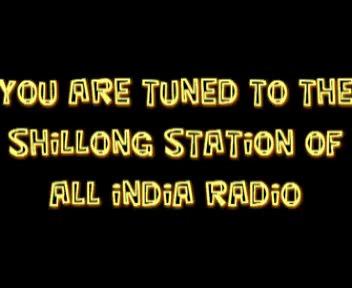 YOU ARE TUNED TO THE
SHiLLONG STATiON OF
ALL iNDiA RADiO